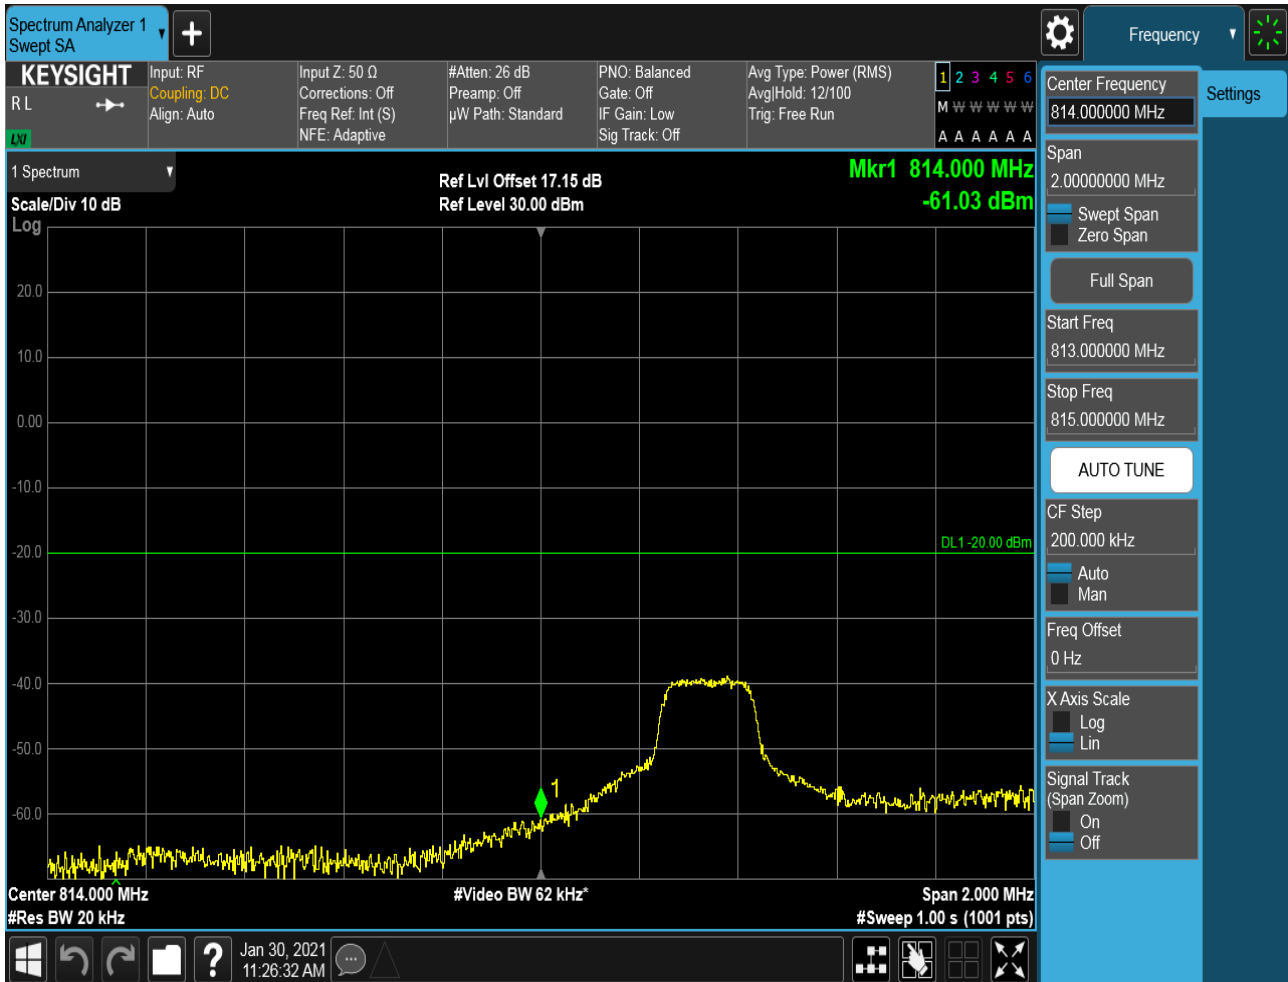 Spectrum Analyzer 1
Swept SA
Frequency
KEYSIGHT
R L
LXI
Input: RF
Coupling: DC
Align: Auto
Input Z: 50 Ω
Corrections: Off
Freq Ref: Int (S)
NFE: Adaptive
#Atten: 26 dB
Preamp: Off
µW Path: Standard
PNO: Balanced
Gate: Off
IF Gain: Low
Sig Track: Off
Avg Type: Power (RMS)
Avg|Hold: 12/100
Trig: Free Run
1 2 3 4 5 6
M W W W W W
A A A A A A
1 Spectrum
Scale/Div 10 dB
Log
Ref Lvl Offset 17.15 dB
Ref Level 30.00 dBm
Mkr1 814.000 MHz
-61.03 dBm
20.0
10.0
0.00
-10.0
-20.0
DL1 -20.00 dBm
-30.0
-40.0
-50.0
1
-60.0
Center 814.000 MHz
#Res BW 20 kHz
#Video BW 62 kHz*
Span 2.000 MHz
#Sweep 1.00 s (1001 pts)
Center Frequency
814.000000 MHz
Settings
Span
2.00000000 MHz
Swept Span
Zero Span
Full Span
Start Freq
813.000000 MHz
Stop Freq
815.000000 MHz
AUTO TUNE
CF Step
200.000 kHz
Auto
Man
Freq Offset
0 Hz
X Axis Scale
Log
Lin
Signal Track
(Span Zoom)
On
Off
?
Jan 30, 2021
11:26:32 AM